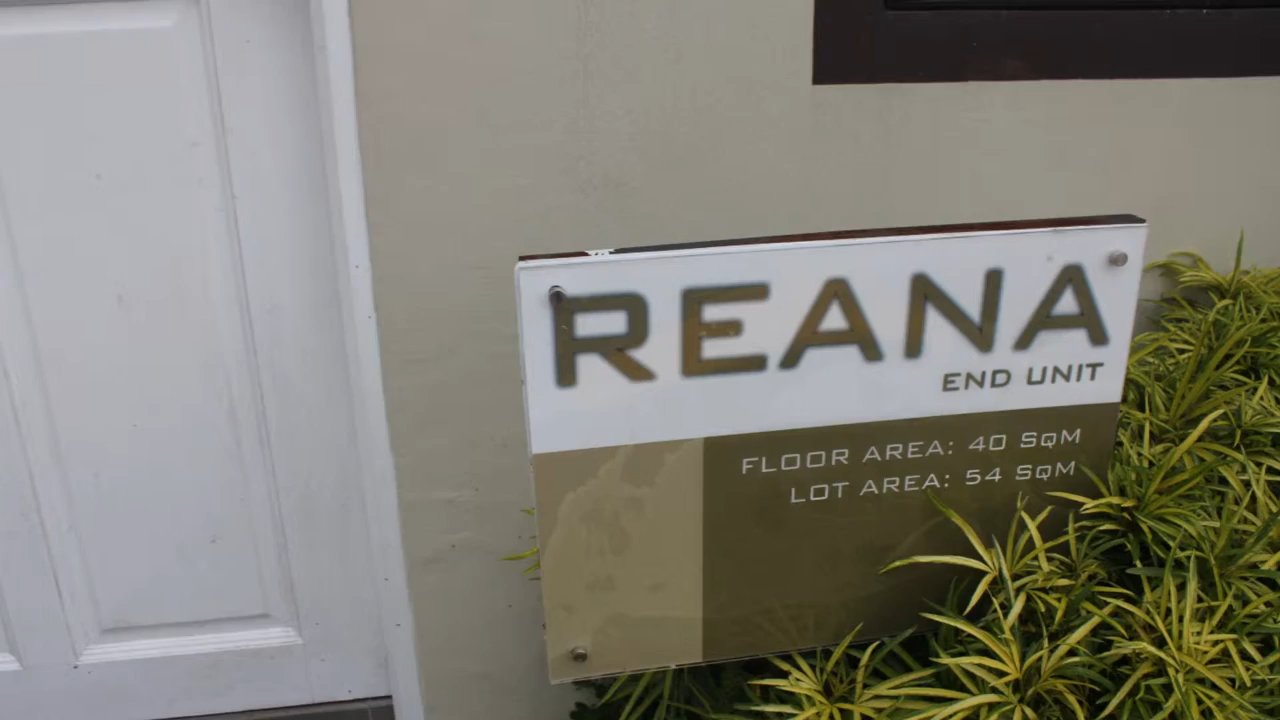 REANA
END UNIT
FLOOR AREA: 40 SQM
LOT AREA: 54 SQM